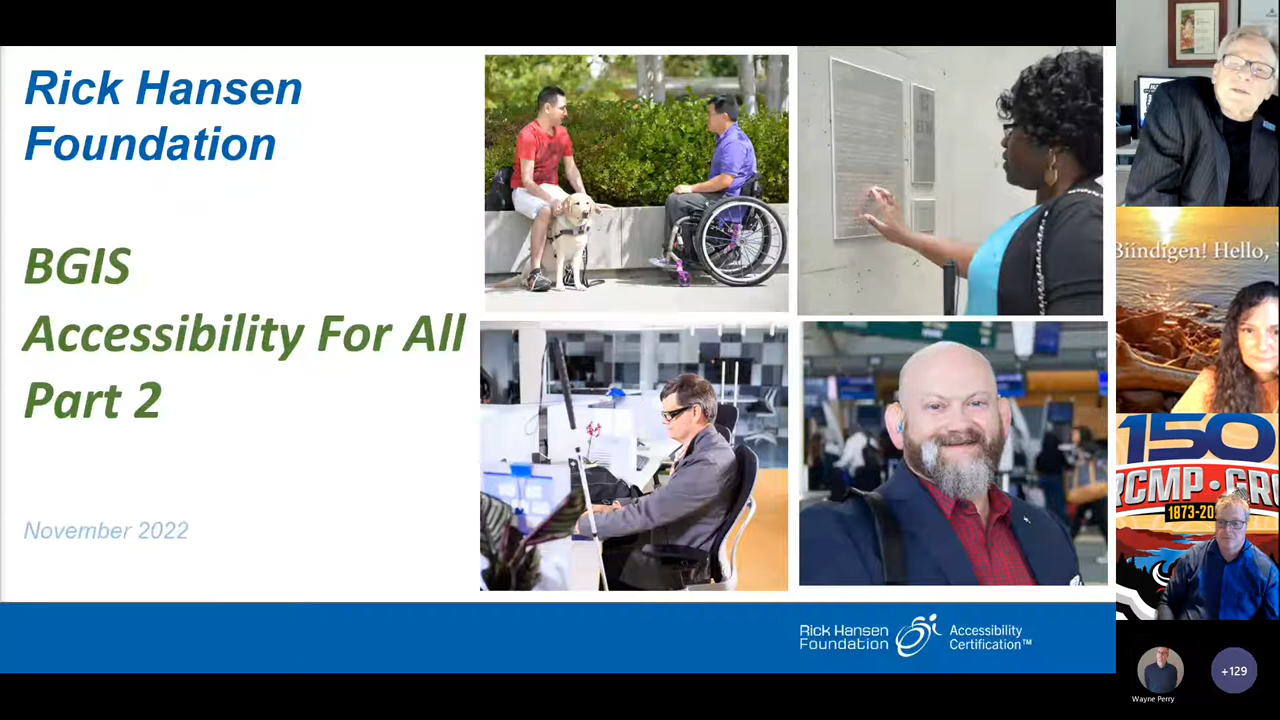 Rick Hansen
Foundation
BGIS
Accessibility For All
Part 2
November 2022
Rick Hansen
Foundation
Accessibility
Certification™
Biindigen! Hello,
150
RCMP·GR
1873-20
Wayne Perry
+129